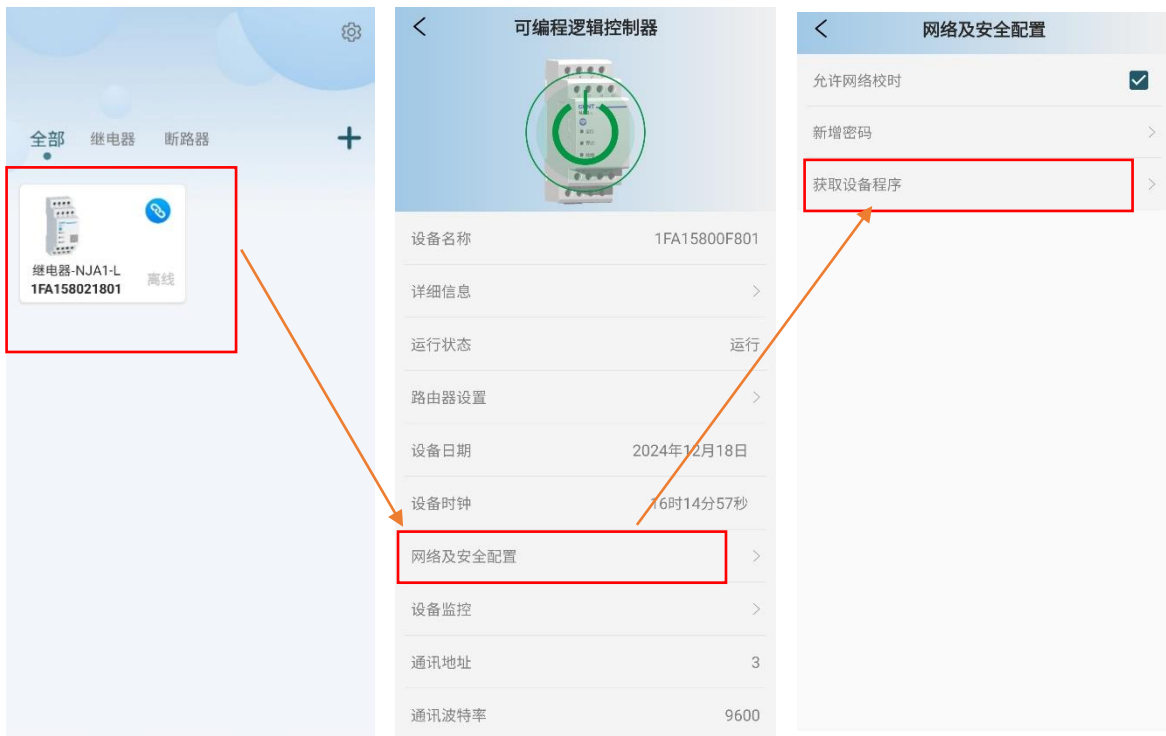 全部 继电器 断路器
继电器-NJA1-L
1FA158021801
离线
可编程逻辑控制器
设备名称 1FA15800F801
详细信息
运行状态 运行
路由器设置
设备日期 2024年12月18日
设备时钟 16时14分57秒
网络及安全配置
设备监控
通讯地址 3
通讯波特率 9600
网络及安全配置
允许网络校时
新增密码
获取设备程序